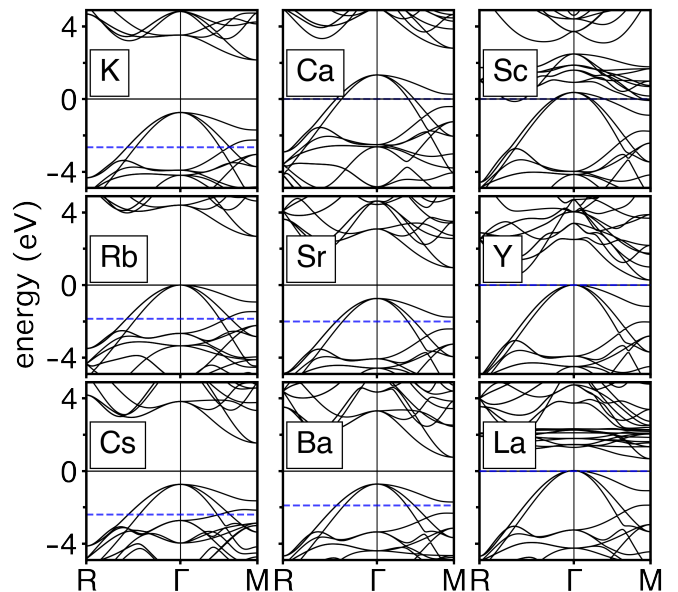 energy (eV)
4
0
−4
K
Ca
Sc
4
0
−4
Rb
Sr
Y
4
0
−4
Cs
Ba
La
R Γ M R Γ M R Γ M